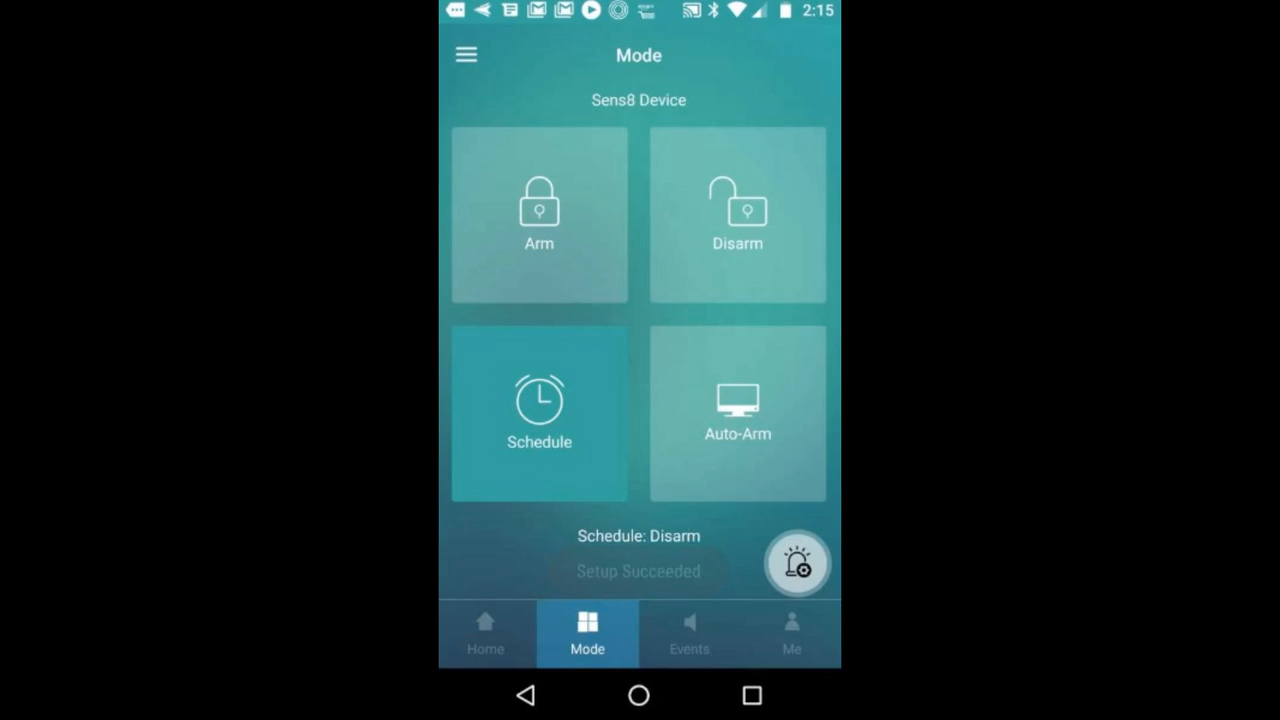 2:15
Mode
Sens8 Device
Arm
Disarm
Schedule
Auto-Arm
Schedule: Disarm
Setup Succeeded
Home
Mode
Events
Me